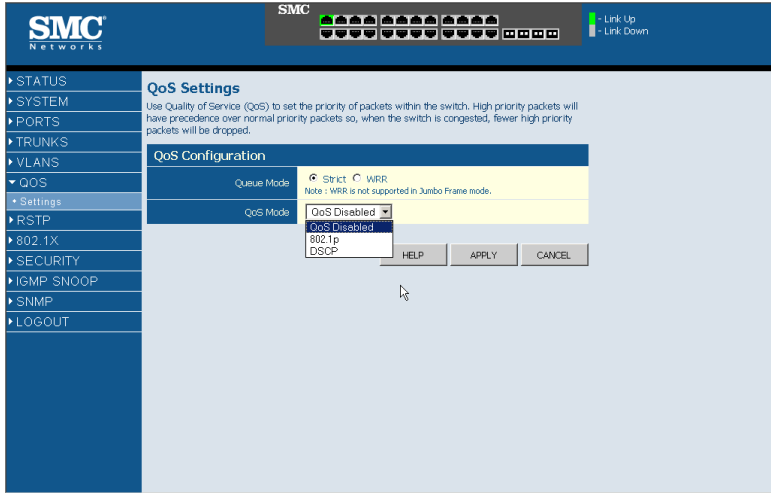 SMC
- Link Up
- Link Down
SMC®
Networks
STATUS
SYSTEM
PORTS
TRUNKS
VLANS
QOS
Settings
RSTP
802.1X
SECURITY
IGMP SNOOP
SNMP
LOGOUT
QoS Settings
Use Quality of Service (QoS) to set the priority of packets within the switch. High priority packets will
have precedence over normal priority packets so, when the switch is congested, fewer high priority
packets will be dropped.
QoS Configuration
Queue Mode
Strict WRR
Note : WRR is not supported in Jumbo Frame mode.
QoS Mode
QoS Disabled
QoS Disabled
802.1p
DSCP
HELP APPLY CANCEL